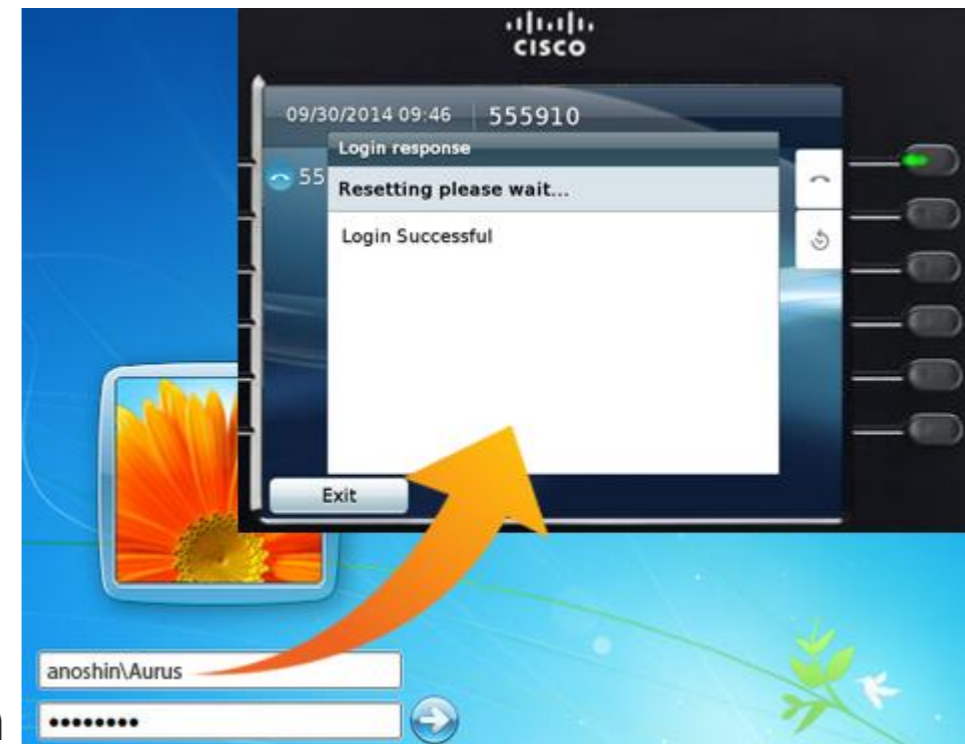 CISCO
09/30/2014 09:46 555910
Login response
55
Resetting please wait...
Login Successful
Exit
anoshin\Aurus
••••••••